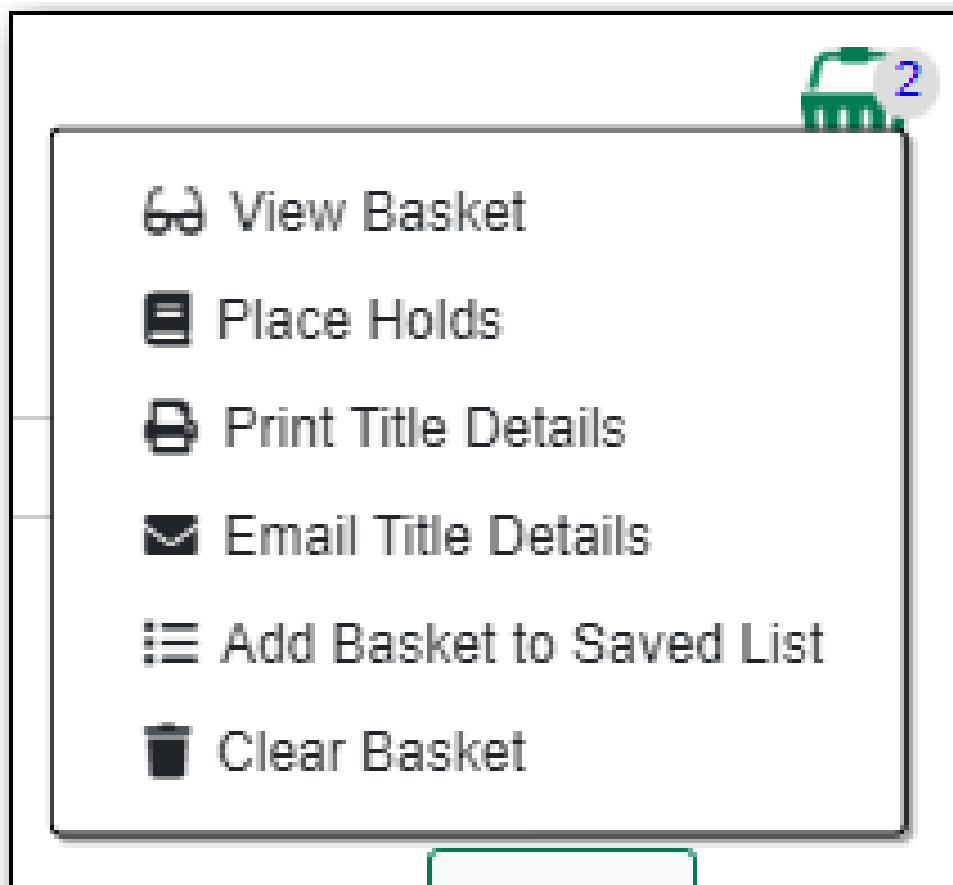 2
View Basket
Place Holds
Print Title Details
Email Title Details
Add Basket to Saved List
Clear Basket